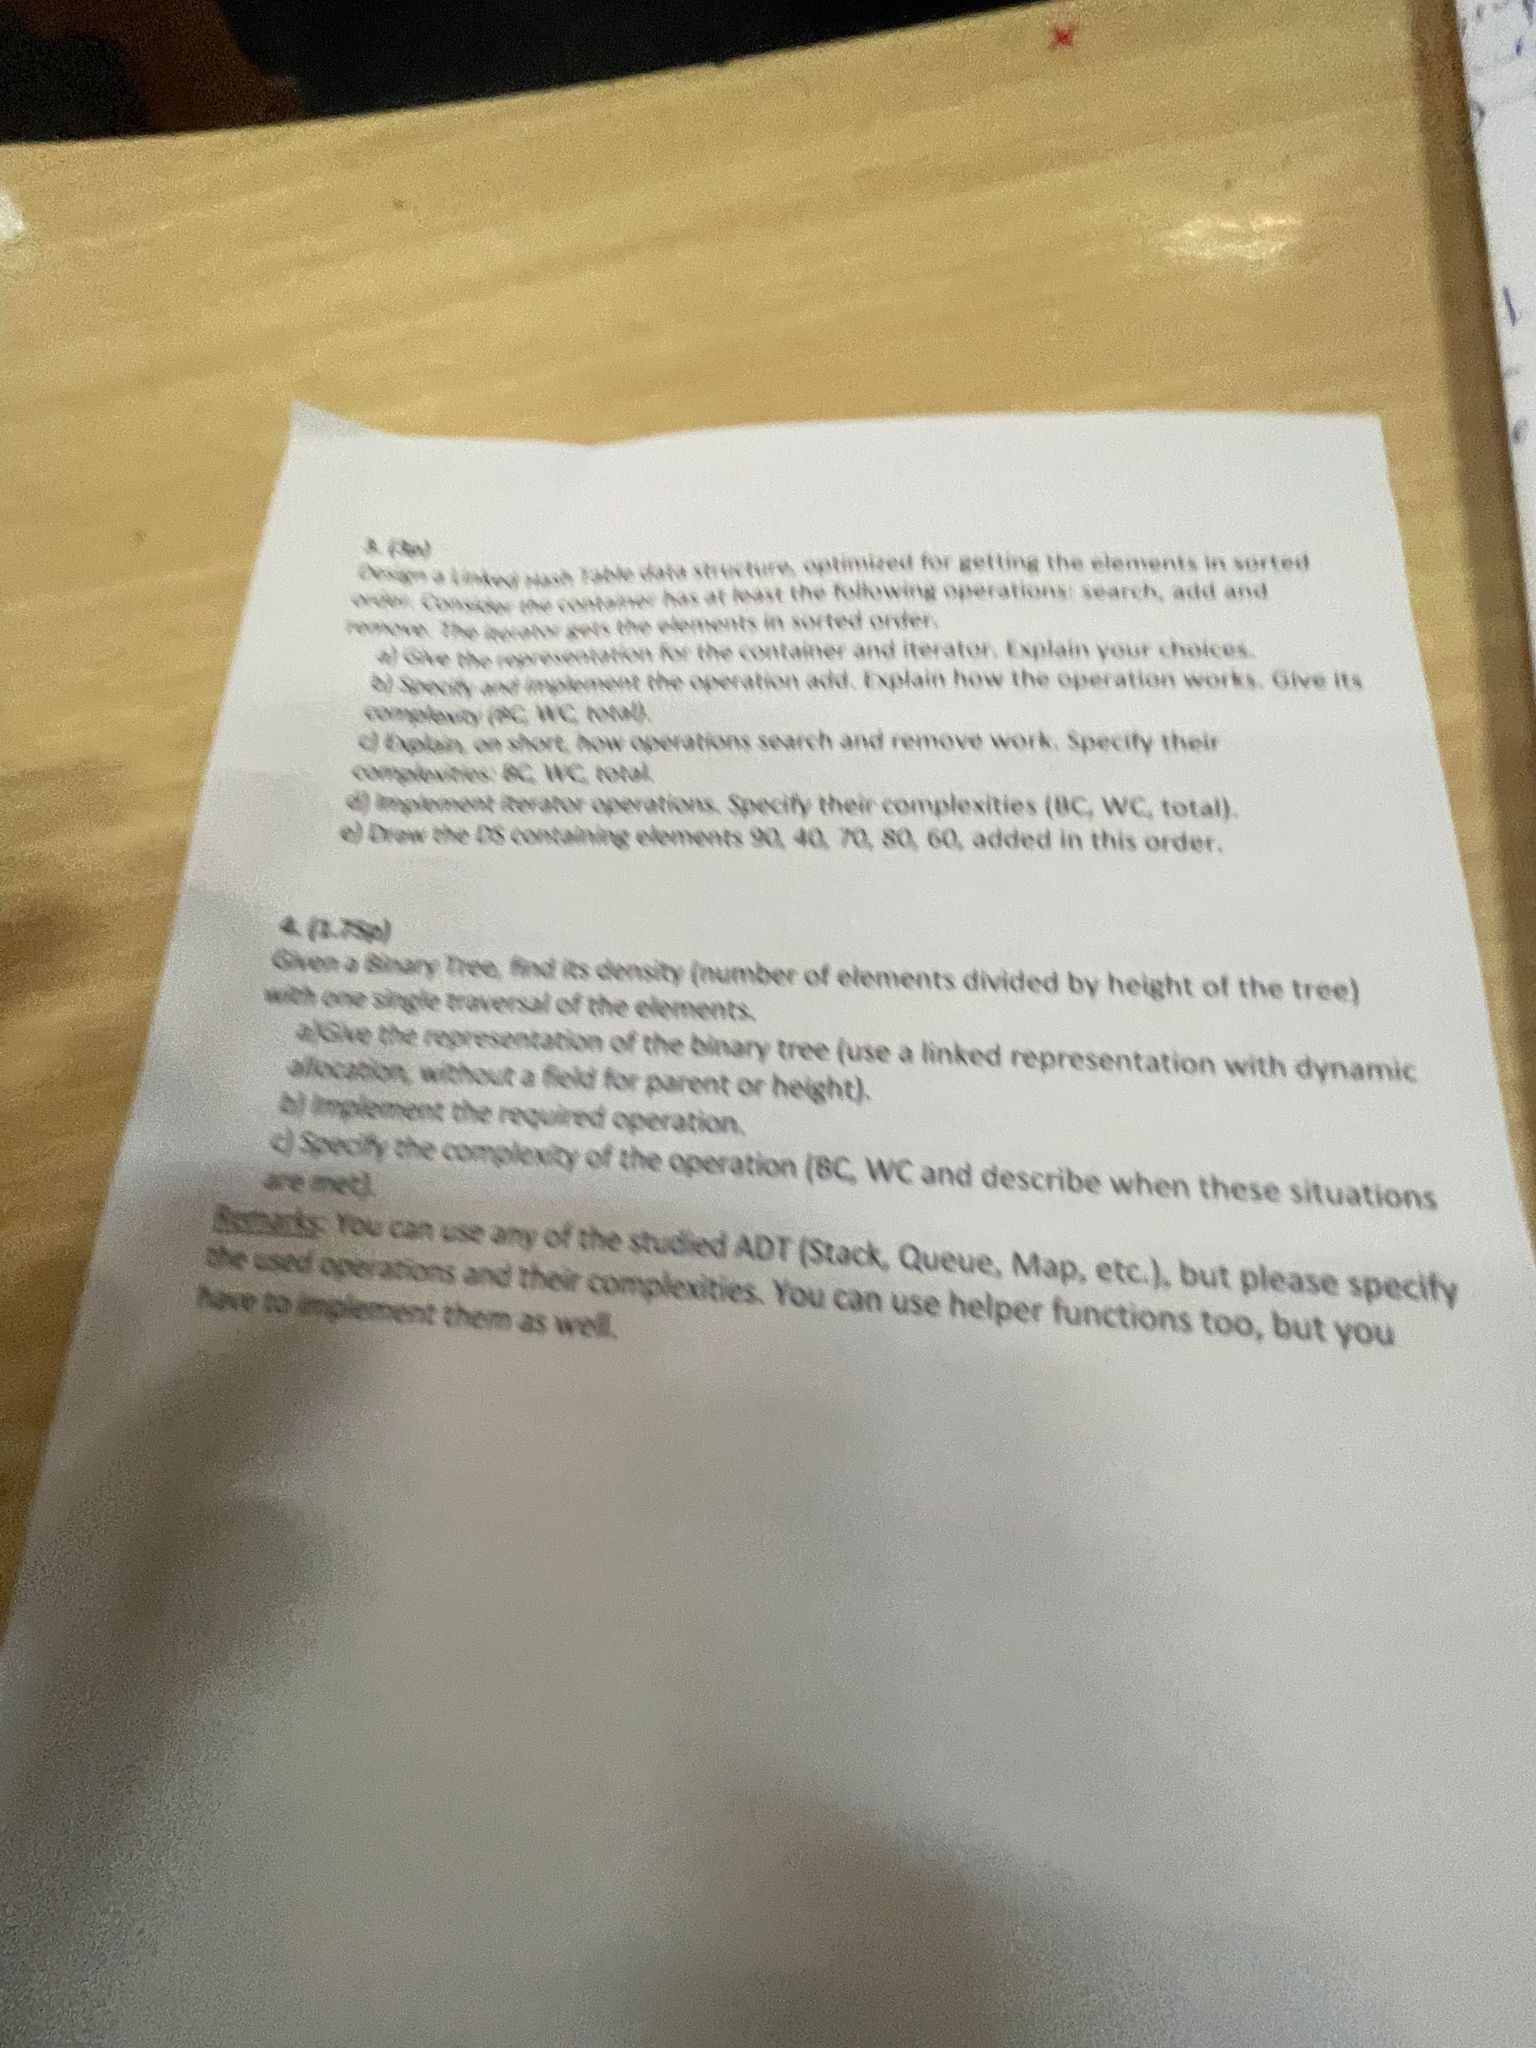 3. (3p)
Design a Linked Hash Table data structure, optimized for getting the elements in sorted
order. Consider the container has at least the following operations: search, add and
remove. The iterator gets the elements in sorted order.
a) Give the representation for the container and iterator. Explain your choices.
b) Specify and implement the operation add. Explain how the operation works. Give its
complexity (BC, WC, total).
c) Explain, on short, how operations search and remove work. Specify their
complexities: BC, WC, total.
d) Implement iterator operations. Specify their complexities (BC, WC, total).
e) Draw the DS containing elements 90, 40, 70, 80, 60, added in this order.
4. (1.75p)
Given a Binary Tree, find its density (number of elements divided by height of the tree)
with one single traversal of the elements.
a)Give the representation of the binary tree (use a linked representation with dynamic
allocation, without a field for parent or height).
b) Implement the required operation.
c) Specify the complexity of the operation (BC, WC and describe when these situations
are met).
Remarks: You can use any of the studied ADT (Stack, Queue, Map, etc.), but please specify
the used operations and their complexities. You can use helper functions too, but you
have to implement them as well.